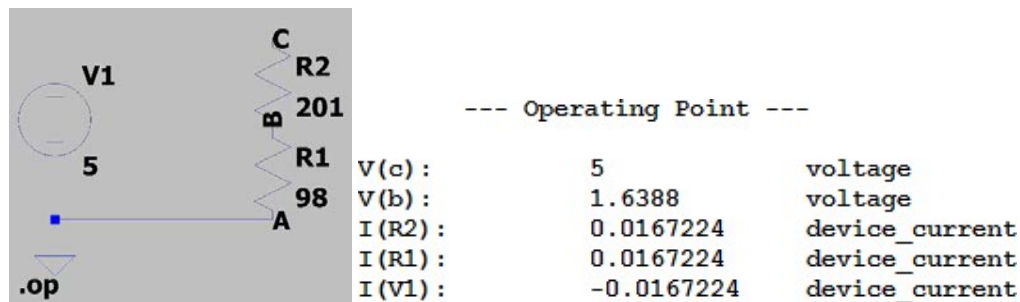 C
R2
V1
201
B
5
R1
98
A
.op
--- Operating Point ---
V(c): 5 voltage
V(b): 1.6388 voltage
I(R2): 0.0167224 device_current
I(R1): 0.0167224 device_current
I(V1): -0.0167224 device_current